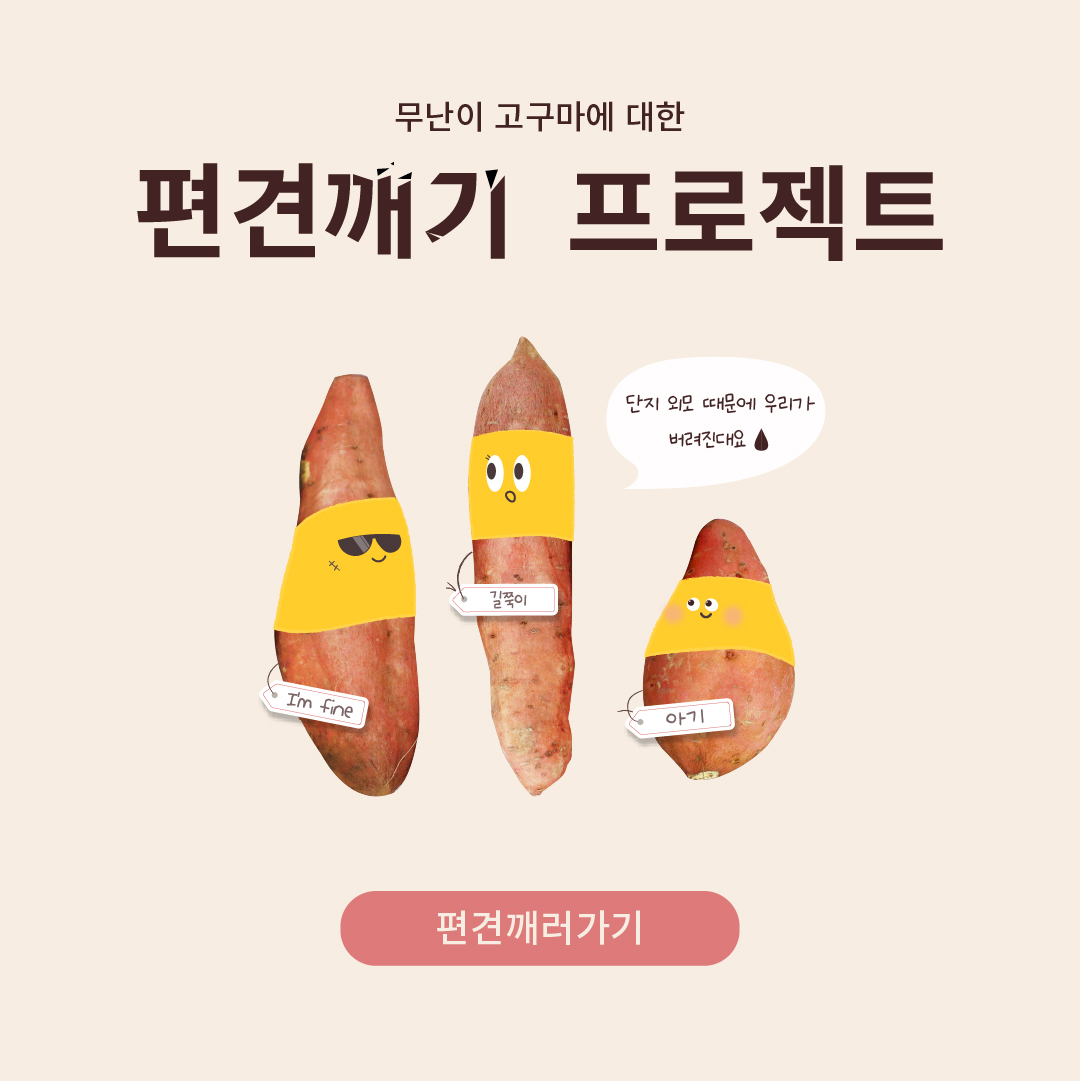 무난이 고구마에 대한
편견깨기 프로젝트
단지 외모 때문에 우리가
버려진대요
길쭉이
I'm fine
아기
편견깨러가기